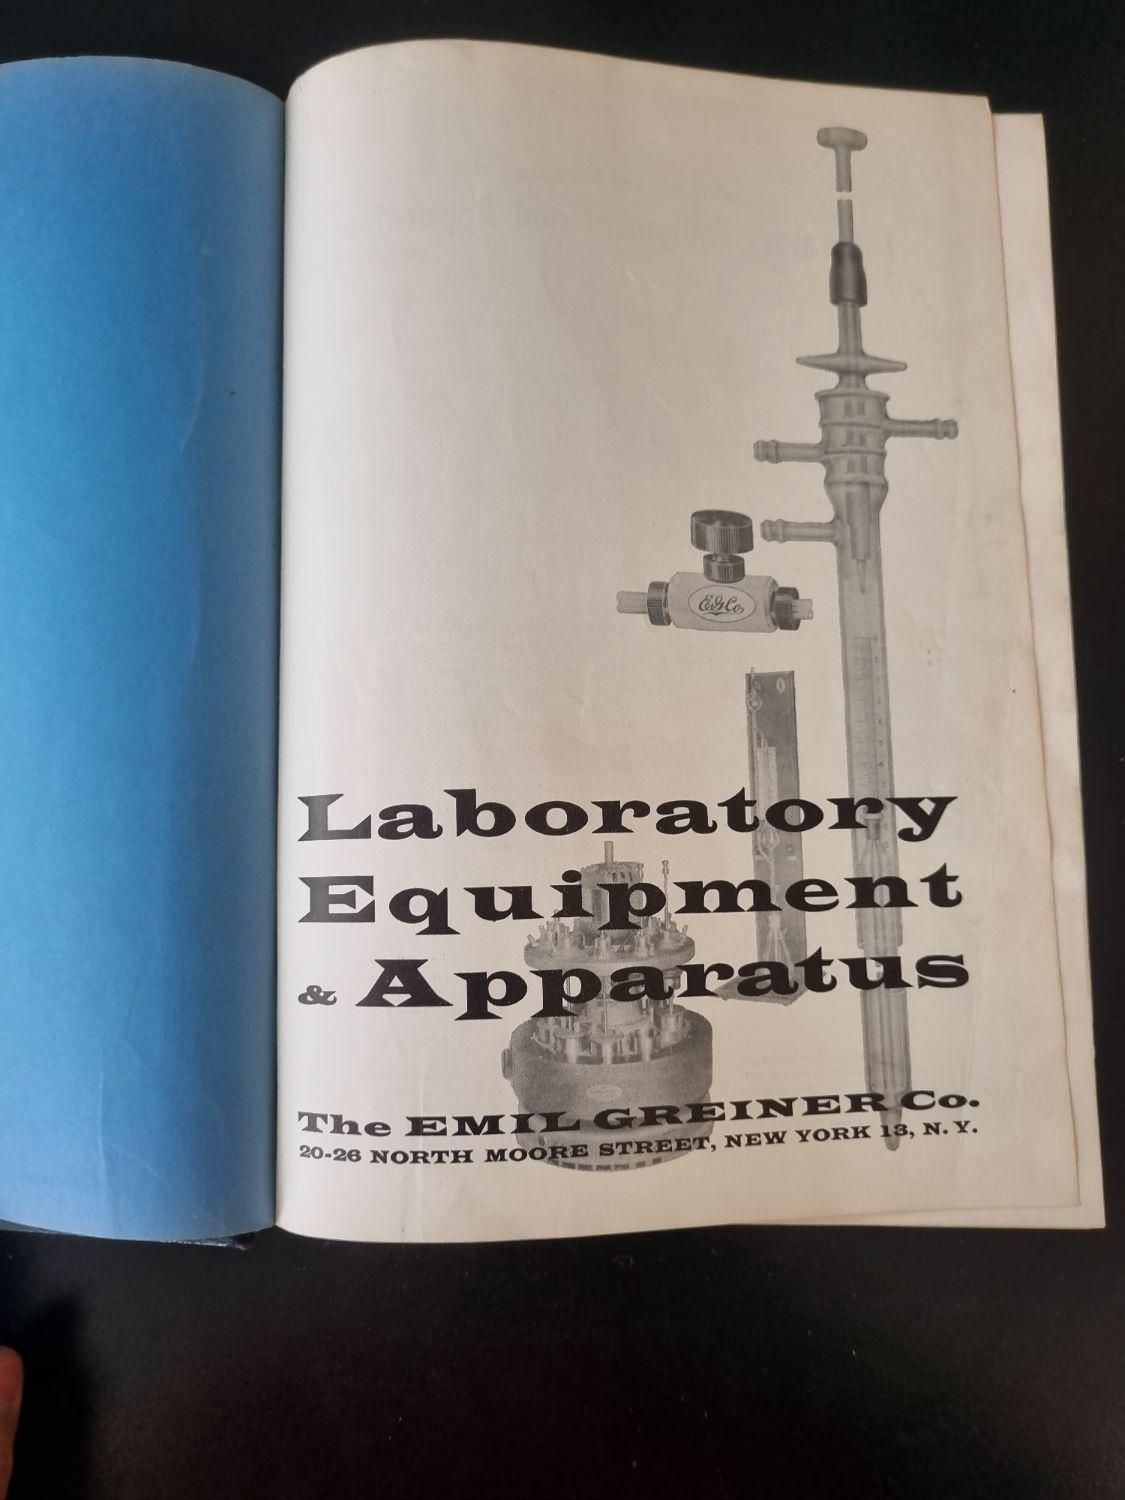 E&G Co
Laboratory
Equipment
& Apparatus
The EMIL GREINER Co.
20-26 NORTH MOORE STREET, NEW YORK 13, N.Y.